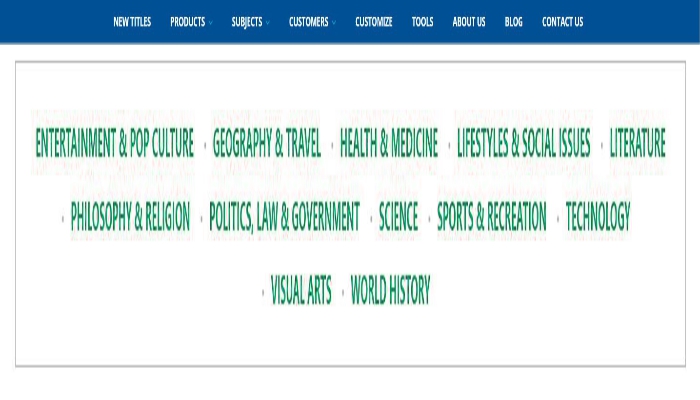 NEW TITLES PRODUCTS SUBJECTS CUSTOMERS CUSTOMIZE TOOLS ABOUT US BLOG CONTACT US
ENTERTAINMENT & POP CULTURE · GEOGRAPHY & TRAVEL · HEALTH & MEDICINE · LIFESTYLES & SOCIAL ISSUES · LITERATURE
· PHILOSOPHY & RELIGION · POLITICS, LAW & GOVERNMENT · SCIENCE · SPORTS & RECREATION · TECHNOLOGY
· VISUAL ARTS · WORLD HISTORY